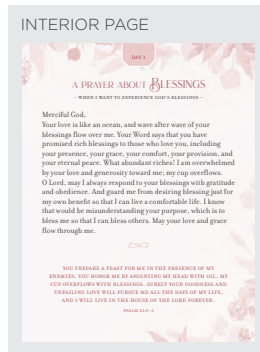 INTERIOR PAGE
DAY 1
A PRAYER ABOUT Blessings
- WHEN I WANT TO EXPERIENCE GOD'S BLESSINGS -
Merciful God,
Your love is like an ocean, and wave after wave of your
blessings flow over me. Your Word says that you have
promised rich blessings to those who love you, including
your presence, your grace, your comfort, your provision, and
your eternal peace. What abundant riches! I am overwhelmed
by your love and generosity toward me; my cup overflows.
O Lord, may I always respond to your blessings with gratitude
and obedience. And guard me from desiring blessing just for
my own benefit so that I can live a comfortable life. I know
that would be misunderstanding your purpose, which is to
bless me so that I can bless others. May your love and grace
flow through me.
YOU PREPARE A FEAST FOR ME IN THE PRESENCE OF MY
ENEMIES. YOU HONOR ME BY ANOINTING MY HEAD WITH OIL. MY
CUP OVERFLOWS WITH BLESSINGS. SURELY YOUR GOODNESS AND
UNFAILING LOVE WILL PURSUE ME ALL THE DAYS OF MY LIFE,
AND I WILL LIVE IN THE HOUSE OF THE LORD FOREVER.
PSALM 23:5-6